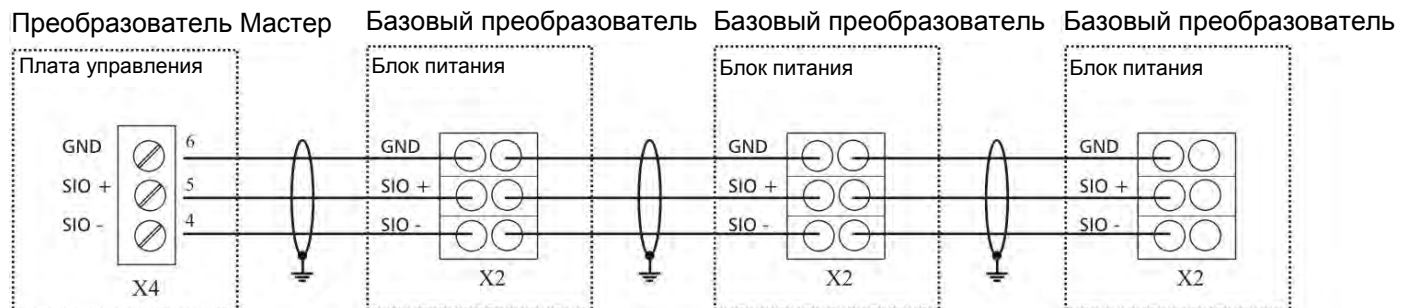 Преобразователь Мастер
Базовый преобразователь
Базовый преобразователь
Базовый преобразователь
Плата управления
Блок питания
Блок питания
Блок питания
GND 6
GND
GND
GND
SIO + 5
SIO +
SIO +
SIO +
SIO - 4
SIO -
SIO -
SIO -
X4
X2
X2
X2